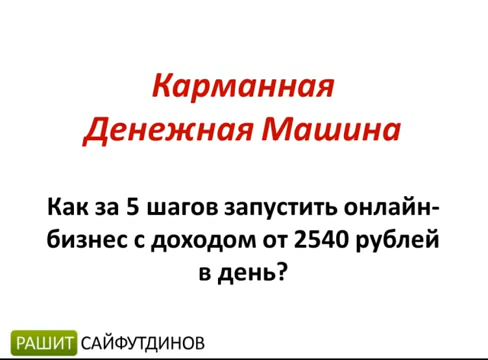 Карманная
Денежная Машина
Как за 5 шагов запустить онлайн-
бизнес с доходом от 2540 рублей
в день?
РАШИТ САЙФУТДИНОВ